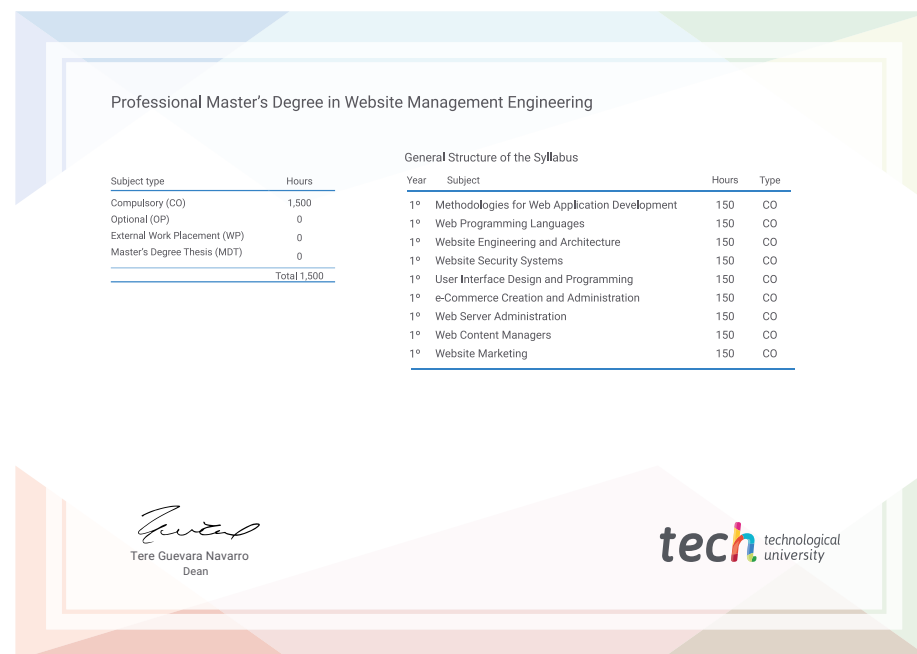 Professional Master's Degree in Website Management Engineering
Subject type Hours
Compulsory (CO) 1,500
Optional (OP) 0
External Work Placement (WP) 0
Master's Degree Thesis (MDT) 0
Total 1,500
General Structure of the Syllabus
Year Subject Hours Type
1º Methodologies for Web Application Development 150 CO
1º Web Programming Languages 150 CO
1º Website Engineering and Architecture 150 CO
1º Website Security Systems 150 CO
1º User Interface Design and Programming 150 CO
1º e-Commerce Creation and Administration 150 CO
1º Web Server Administration 150 CO
1º Web Content Managers 150 CO
1º Website Marketing 150 CO
Tere Guevara Navarro
Dean
tech technological
university